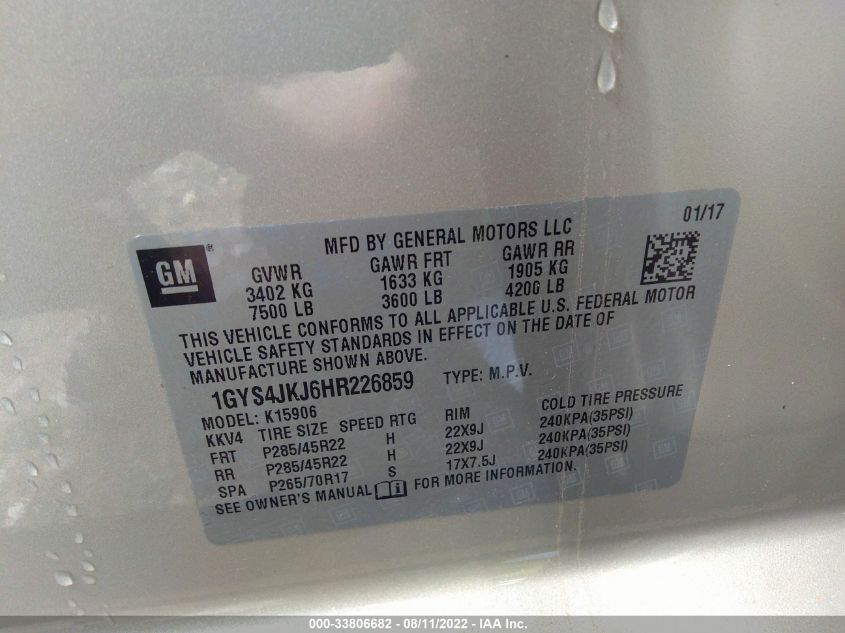 01/17
MFD BY GENERAL MOTORS LLC
GM®
GVWR GAWR FRT GAWR RR
3402 KG 1633 KG 1905 KG
7500 LB 3600 LB 4200 LB
THIS VEHICLE CONFORMS TO ALL APPLICABLE U.S. FEDERAL MOTOR
VEHICLE SAFETY STANDARDS IN EFFECT ON THE DATE OF
MANUFACTURE SHOWN ABOVE.
1GYS4JKJ6HR226859 TYPE: M.P.V.
MODEL: K15906
KKV4 TIRE SIZE SPEED RTG RIM COLD TIRE PRESSURE
FRT P285/45R22 H 22X9J 240KPA(35PSI)
RR P285/45R22 H 22X9J 240KPA(35PSI)
SPA P265/70R17 S 17X7.5J 240KPA(35PSI)
SEE OWNER'S MANUAL FOR MORE INFORMATION.
000-33806682 - 08/11/2022 - IAA Inc.